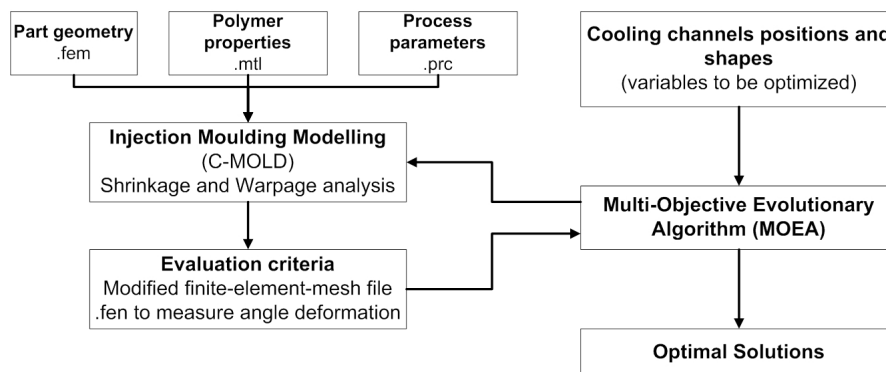 Part geometry
.fem
Polymer
properties
.mtl
Process
parameters
.prc
Cooling channels positions and
shapes
(variables to be optimized)
Injection Moulding Modelling
(C-MOLD)
Shrinkage and Warpage analysis
Multi-Objective Evolutionary
Algorithm (MOEA)
Evaluation criteria
Modified finite-element-mesh file
.fen to measure angle deformation
Optimal Solutions